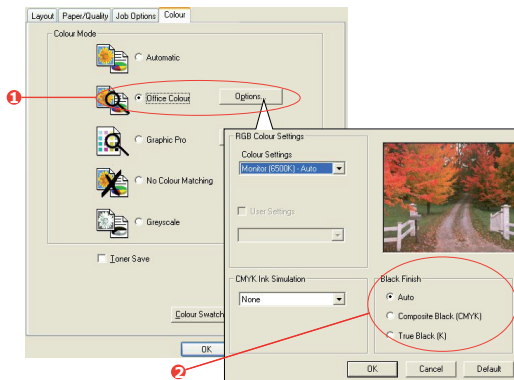 Layout Paper/Quality Job Options Colour
Colour Mode
Automatic
1
Office Colour
Options...
Graphic Pro
No Colour Matching
Greyscale
Toner Save
Colour Swatch
OK
RGB Colour Settings
Colour Settings
Monitor (6500K) - Auto
User Settings
CMYK Ink Simulation
None
Black Finish
Auto
Composite Black (CMYK)
True Black (K)
2
OK Cancel Default